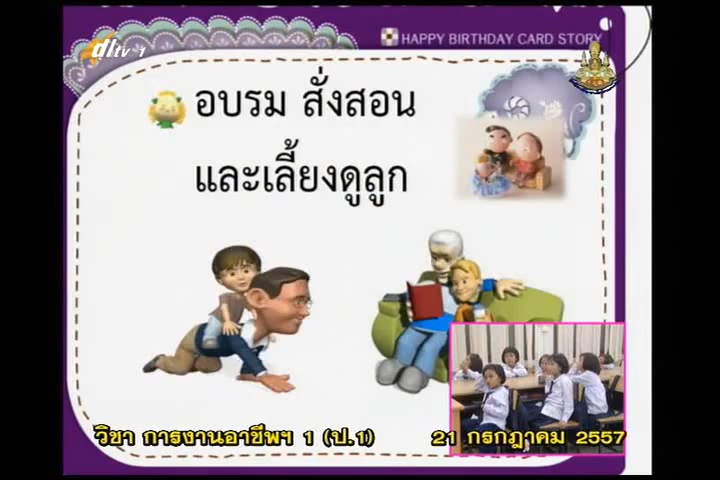 dltv 1
HAPPY BIRTHDAY CARD STORY
อบรม สั่งสอน
และเลี้ยงดูลูก
วิชา การงานอาชีพฯ 1 (ป.1)
21 กรกฎาคม 2557